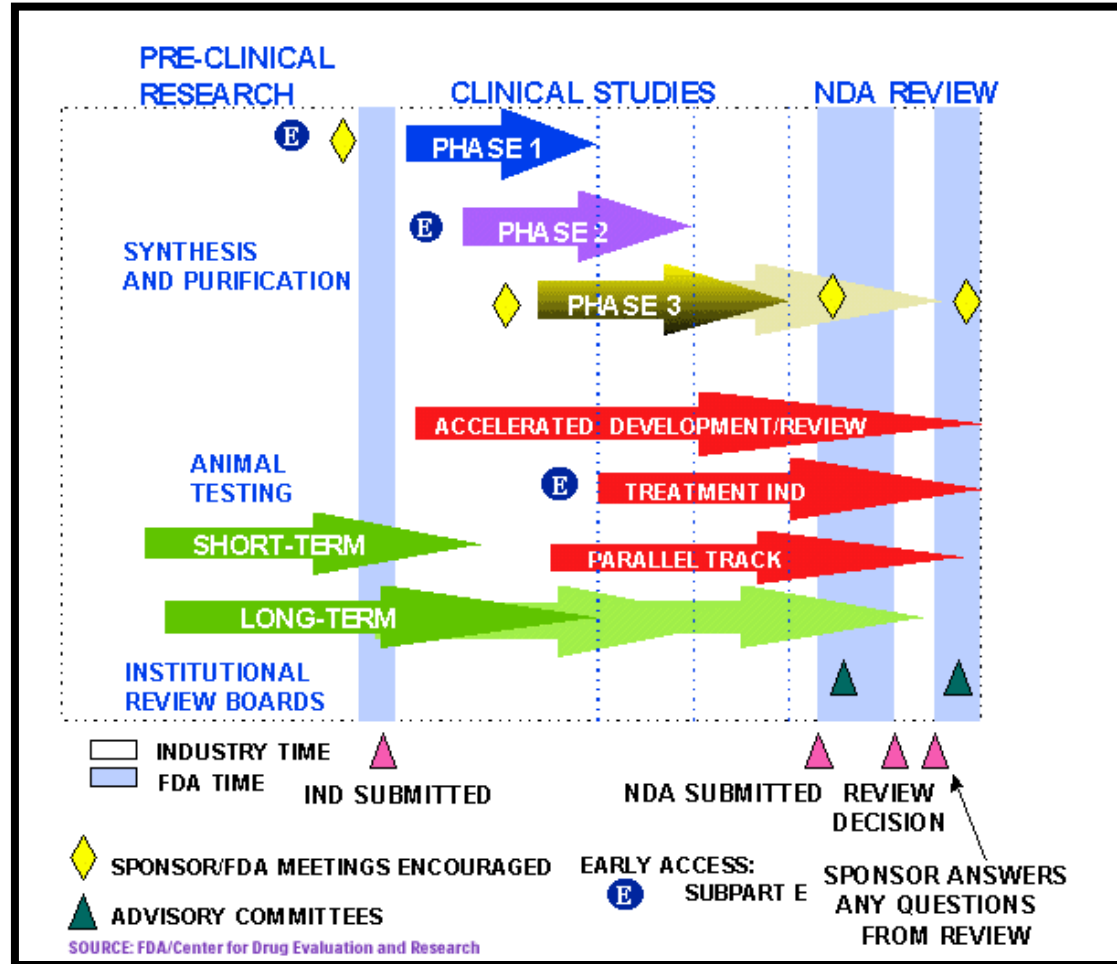 PRE-CLINICAL
RESEARCH
CLINICAL STUDIES
NDA REVIEW
E
PHASE 1
E
PHASE 2
SYNTHESIS
AND PURIFICATION
PHASE 3
ACCELERATED DEVELOPMENT/REVIEW
ANIMAL
TESTING
E
TREATMENT IND
SHORT-TERM
PARALLEL TRACK
LONG-TERM
INSTITUTIONAL
REVIEW BOARDS
INDUSTRY TIME
FDA TIME
IND SUBMITTED
NDA SUBMITTED
REVIEW
DECISION
SPONSOR/FDA MEETINGS ENCOURAGED
EARLY ACCESS:
E SUBPART E
SPONSOR ANSWERS
ANY QUESTIONS
FROM REVIEW
ADVISORY COMMITTEES
SOURCE: FDA/Center for Drug Evaluation and Research